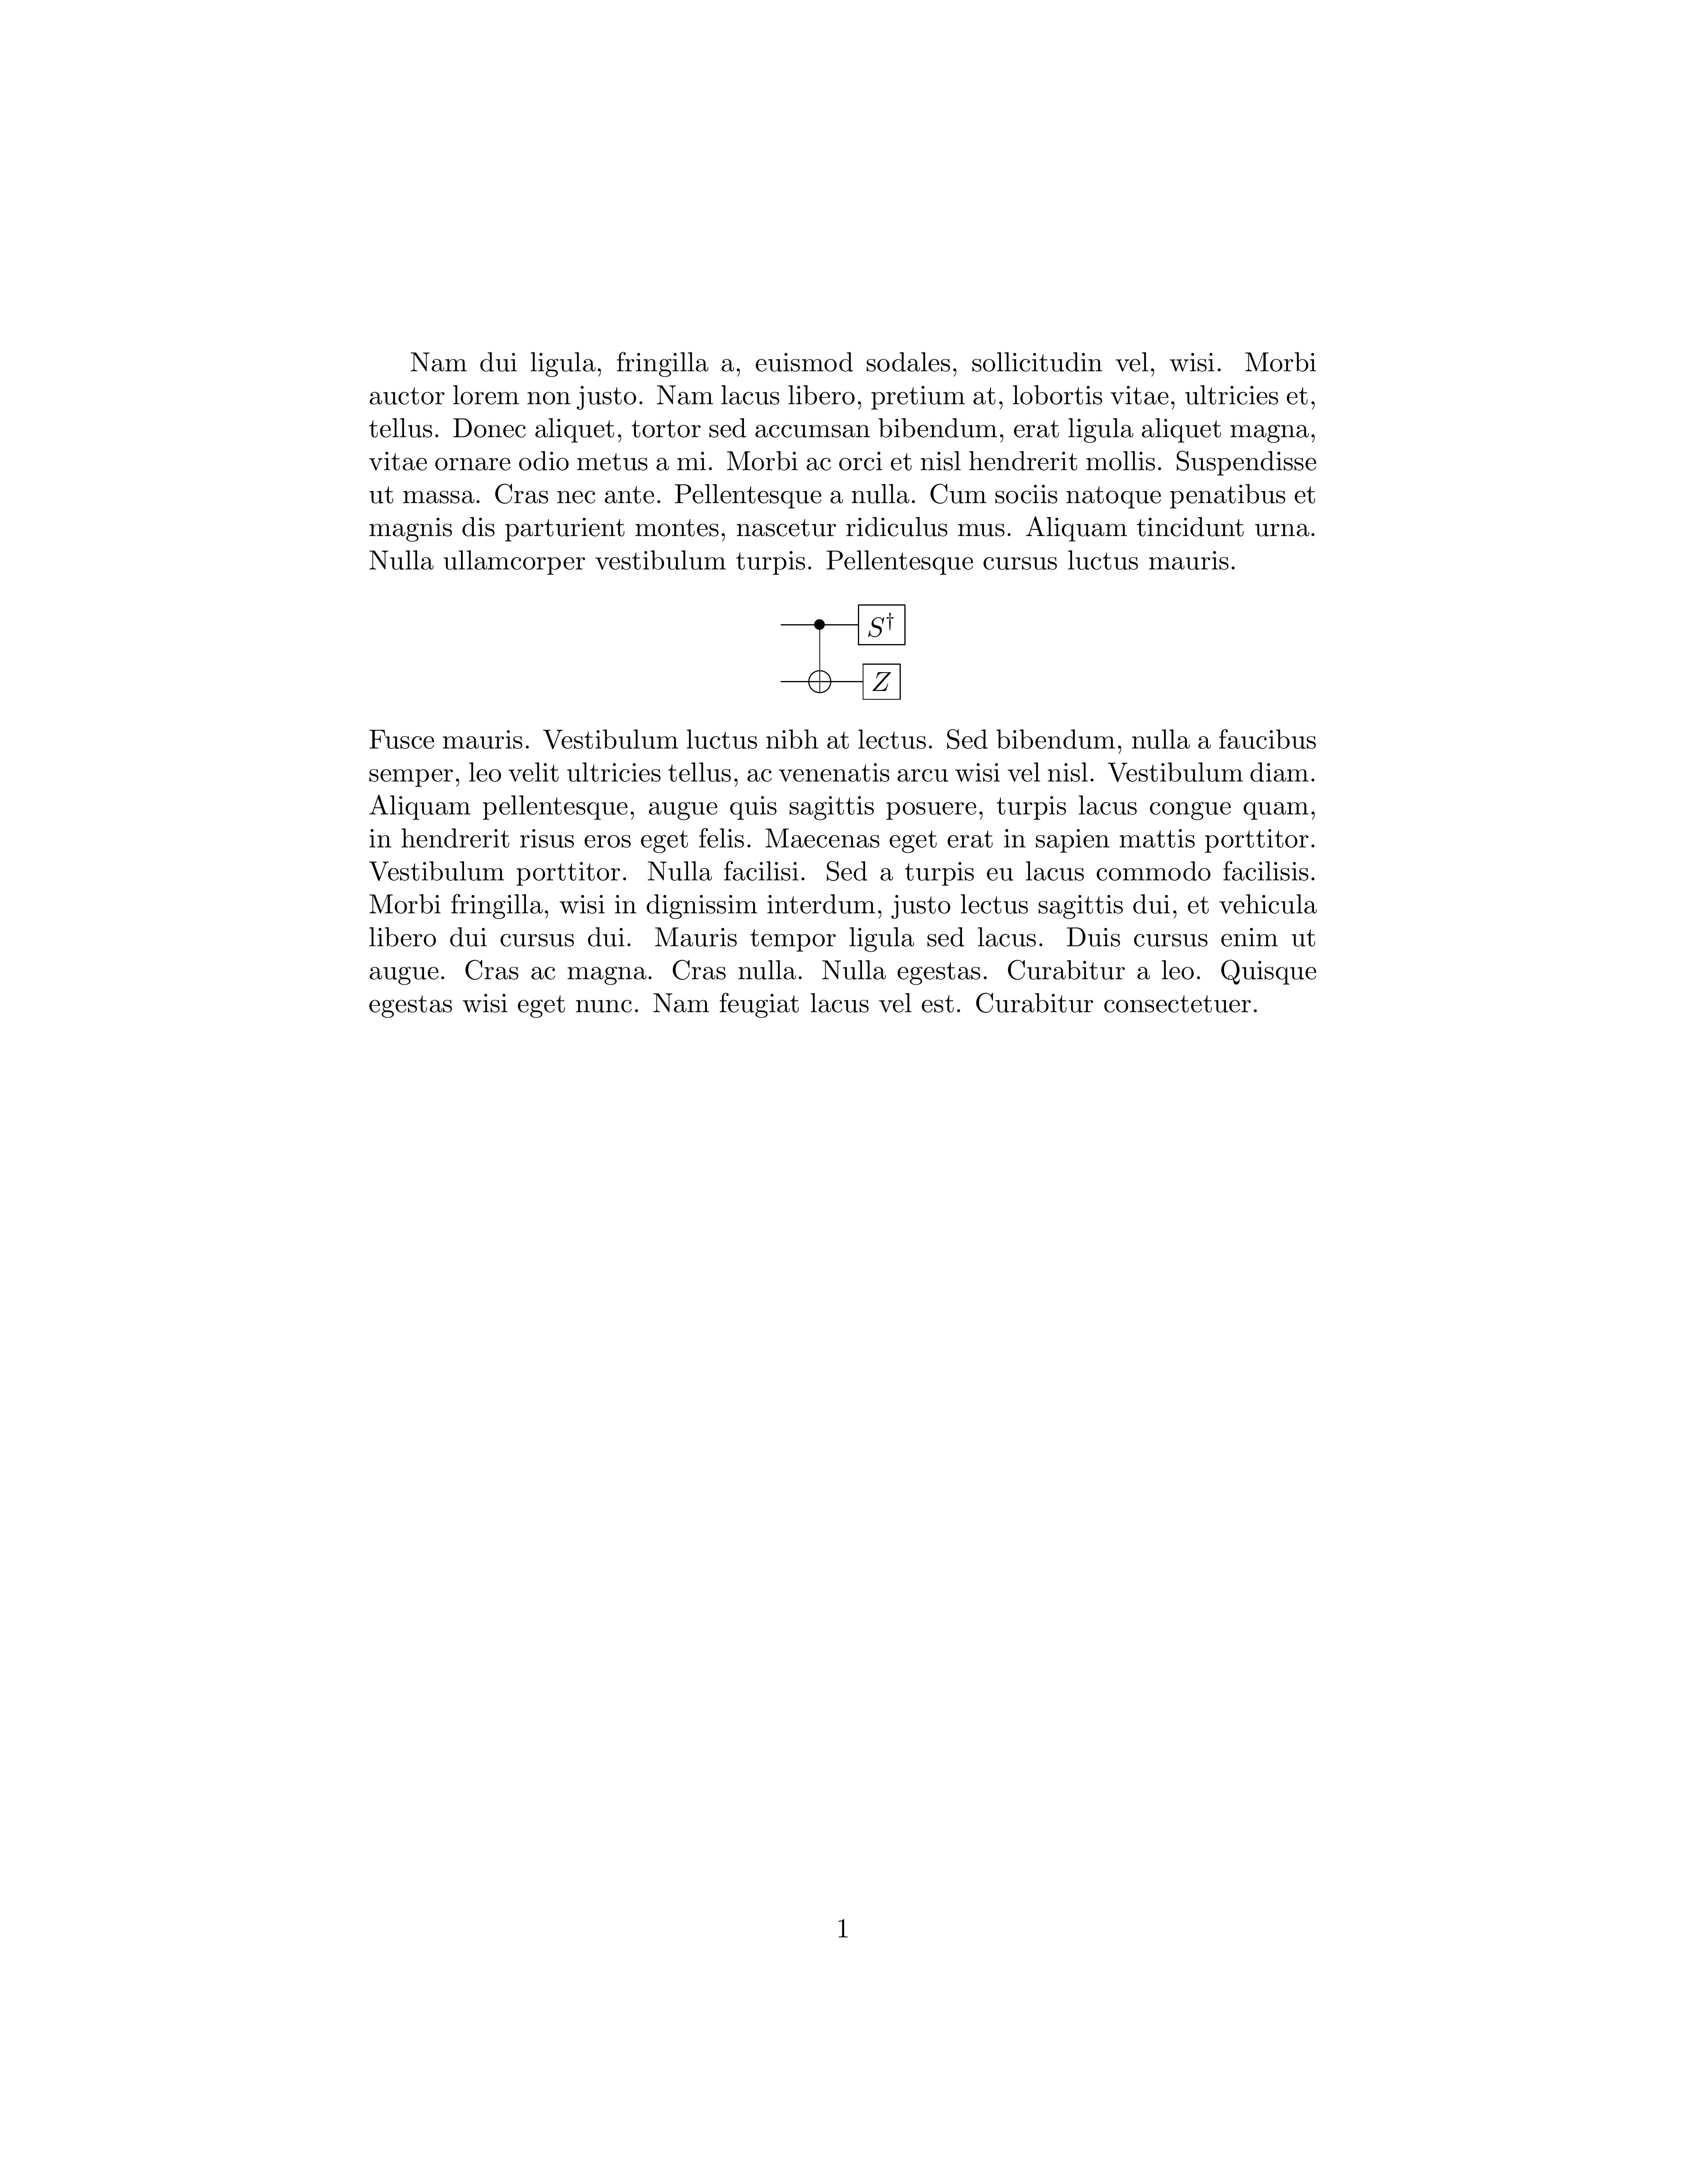 Nam dui ligula, fringilla a, euismod sodales, sollicitudin vel, wisi. Morbi
auctor lorem non justo. Nam lacus libero, pretium at, lobortis vitae, ultricies et,
tellus. Donec aliquet, tortor sed accumsan bibendum, erat ligula aliquet magna,
vitae ornare odio metus a mi. Morbi ac orci et nisl hendrerit mollis. Suspendisse
ut massa. Cras nec ante. Pellentesque a nulla. Cum sociis natoque penatibus et
magnis dis parturient montes, nascetur ridiculus mus. Aliquam tincidunt urna.
Nulla ullamcorper vestibulum turpis. Pellentesque cursus luctus mauris.
S†
Z
Fusce mauris. Vestibulum luctus nibh at lectus. Sed bibendum, nulla a faucibus
semper, leo velit ultricies tellus, ac venenatis arcu wisi vel nisl. Vestibulum diam.
Aliquam pellentesque, augue quis sagittis posuere, turpis lacus congue quam,
in hendrerit risus eros eget felis. Maecenas eget erat in sapien mattis porttitor.
Vestibulum porttitor. Nulla facilisi. Sed a turpis eu lacus commodo facilisis.
Morbi fringilla, wisi in dignissim interdum, justo lectus sagittis dui, et vehicula
libero dui cursus dui. Mauris tempor ligula sed lacus. Duis cursus enim ut
augue. Cras ac magna. Cras nulla. Nulla egestas. Curabitur a leo. Quisque
egestas wisi eget nunc. Nam feugiat lacus vel est. Curabitur consectetuer.
1